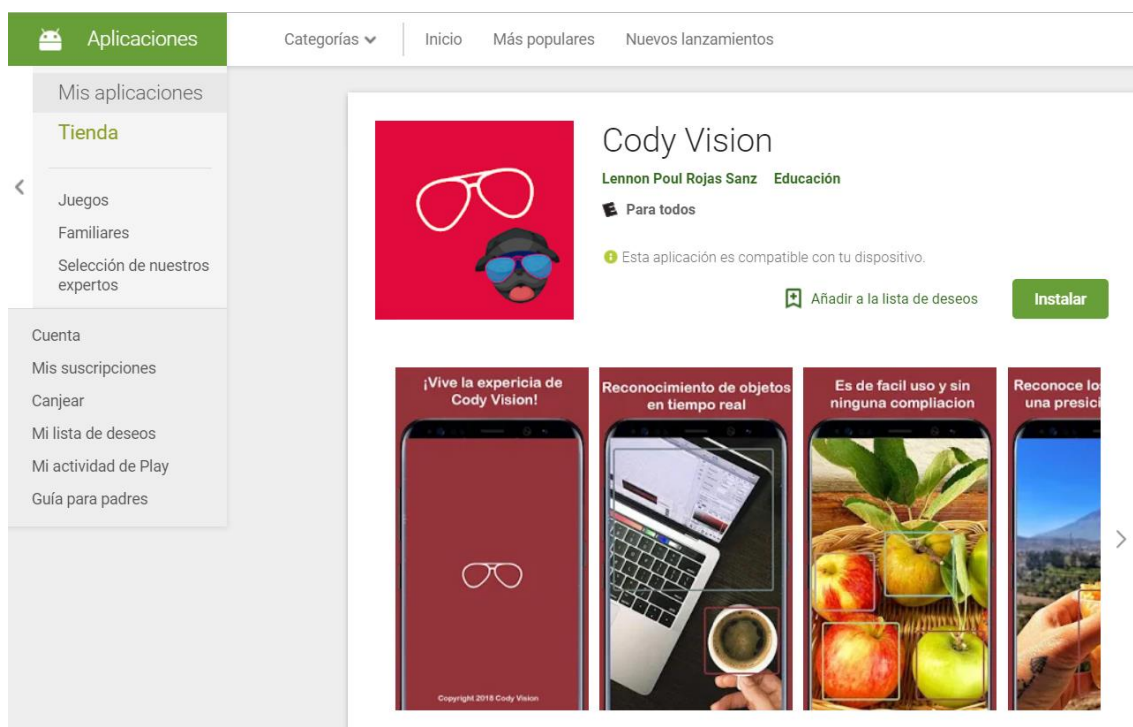 Aplicaciones
Categorías
Inicio
Más populares
Nuevos lanzamientos
Mis aplicaciones
Tienda
Juegos
Familiares
Selección de nuestros
expertos
Cuenta
Mis suscripciones
Canjear
Mi lista de deseos
Mi actividad de Play
Guía para padres
Cody Vision
Lennon Poul Rojas Sanz Educación
E Para todos
Esta aplicación es compatible con tu dispositivo.
Añadir a la lista de deseos
Instalar
¡Vive la expericia de
Cody Vision!
Copyright 2018 Cody Vision
Reconocimiento de objetos
en tiempo real
Es de facil uso y sin
ninguna compliacion
Reconoce lo
una presici